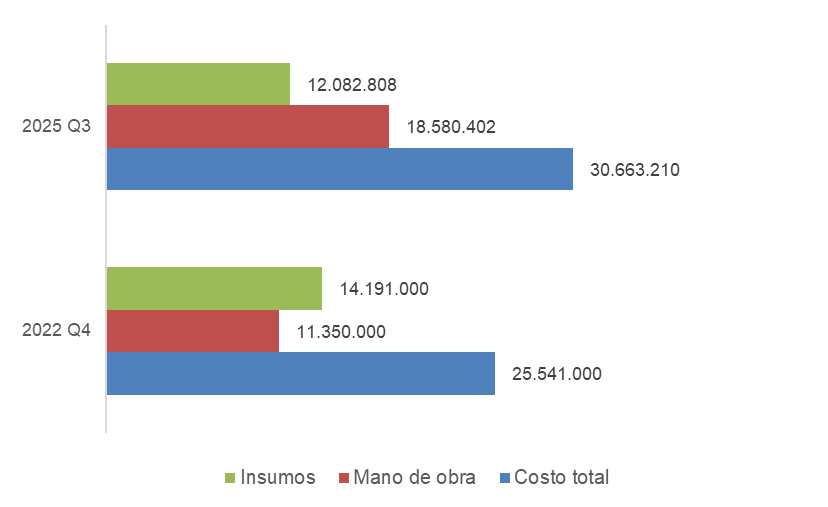 12.082.808
2025 Q3
18.580.402
30.663.210
14.191.000
2022 Q4
11.350.000
25.541.000
Insumos Mano de obra Costo total